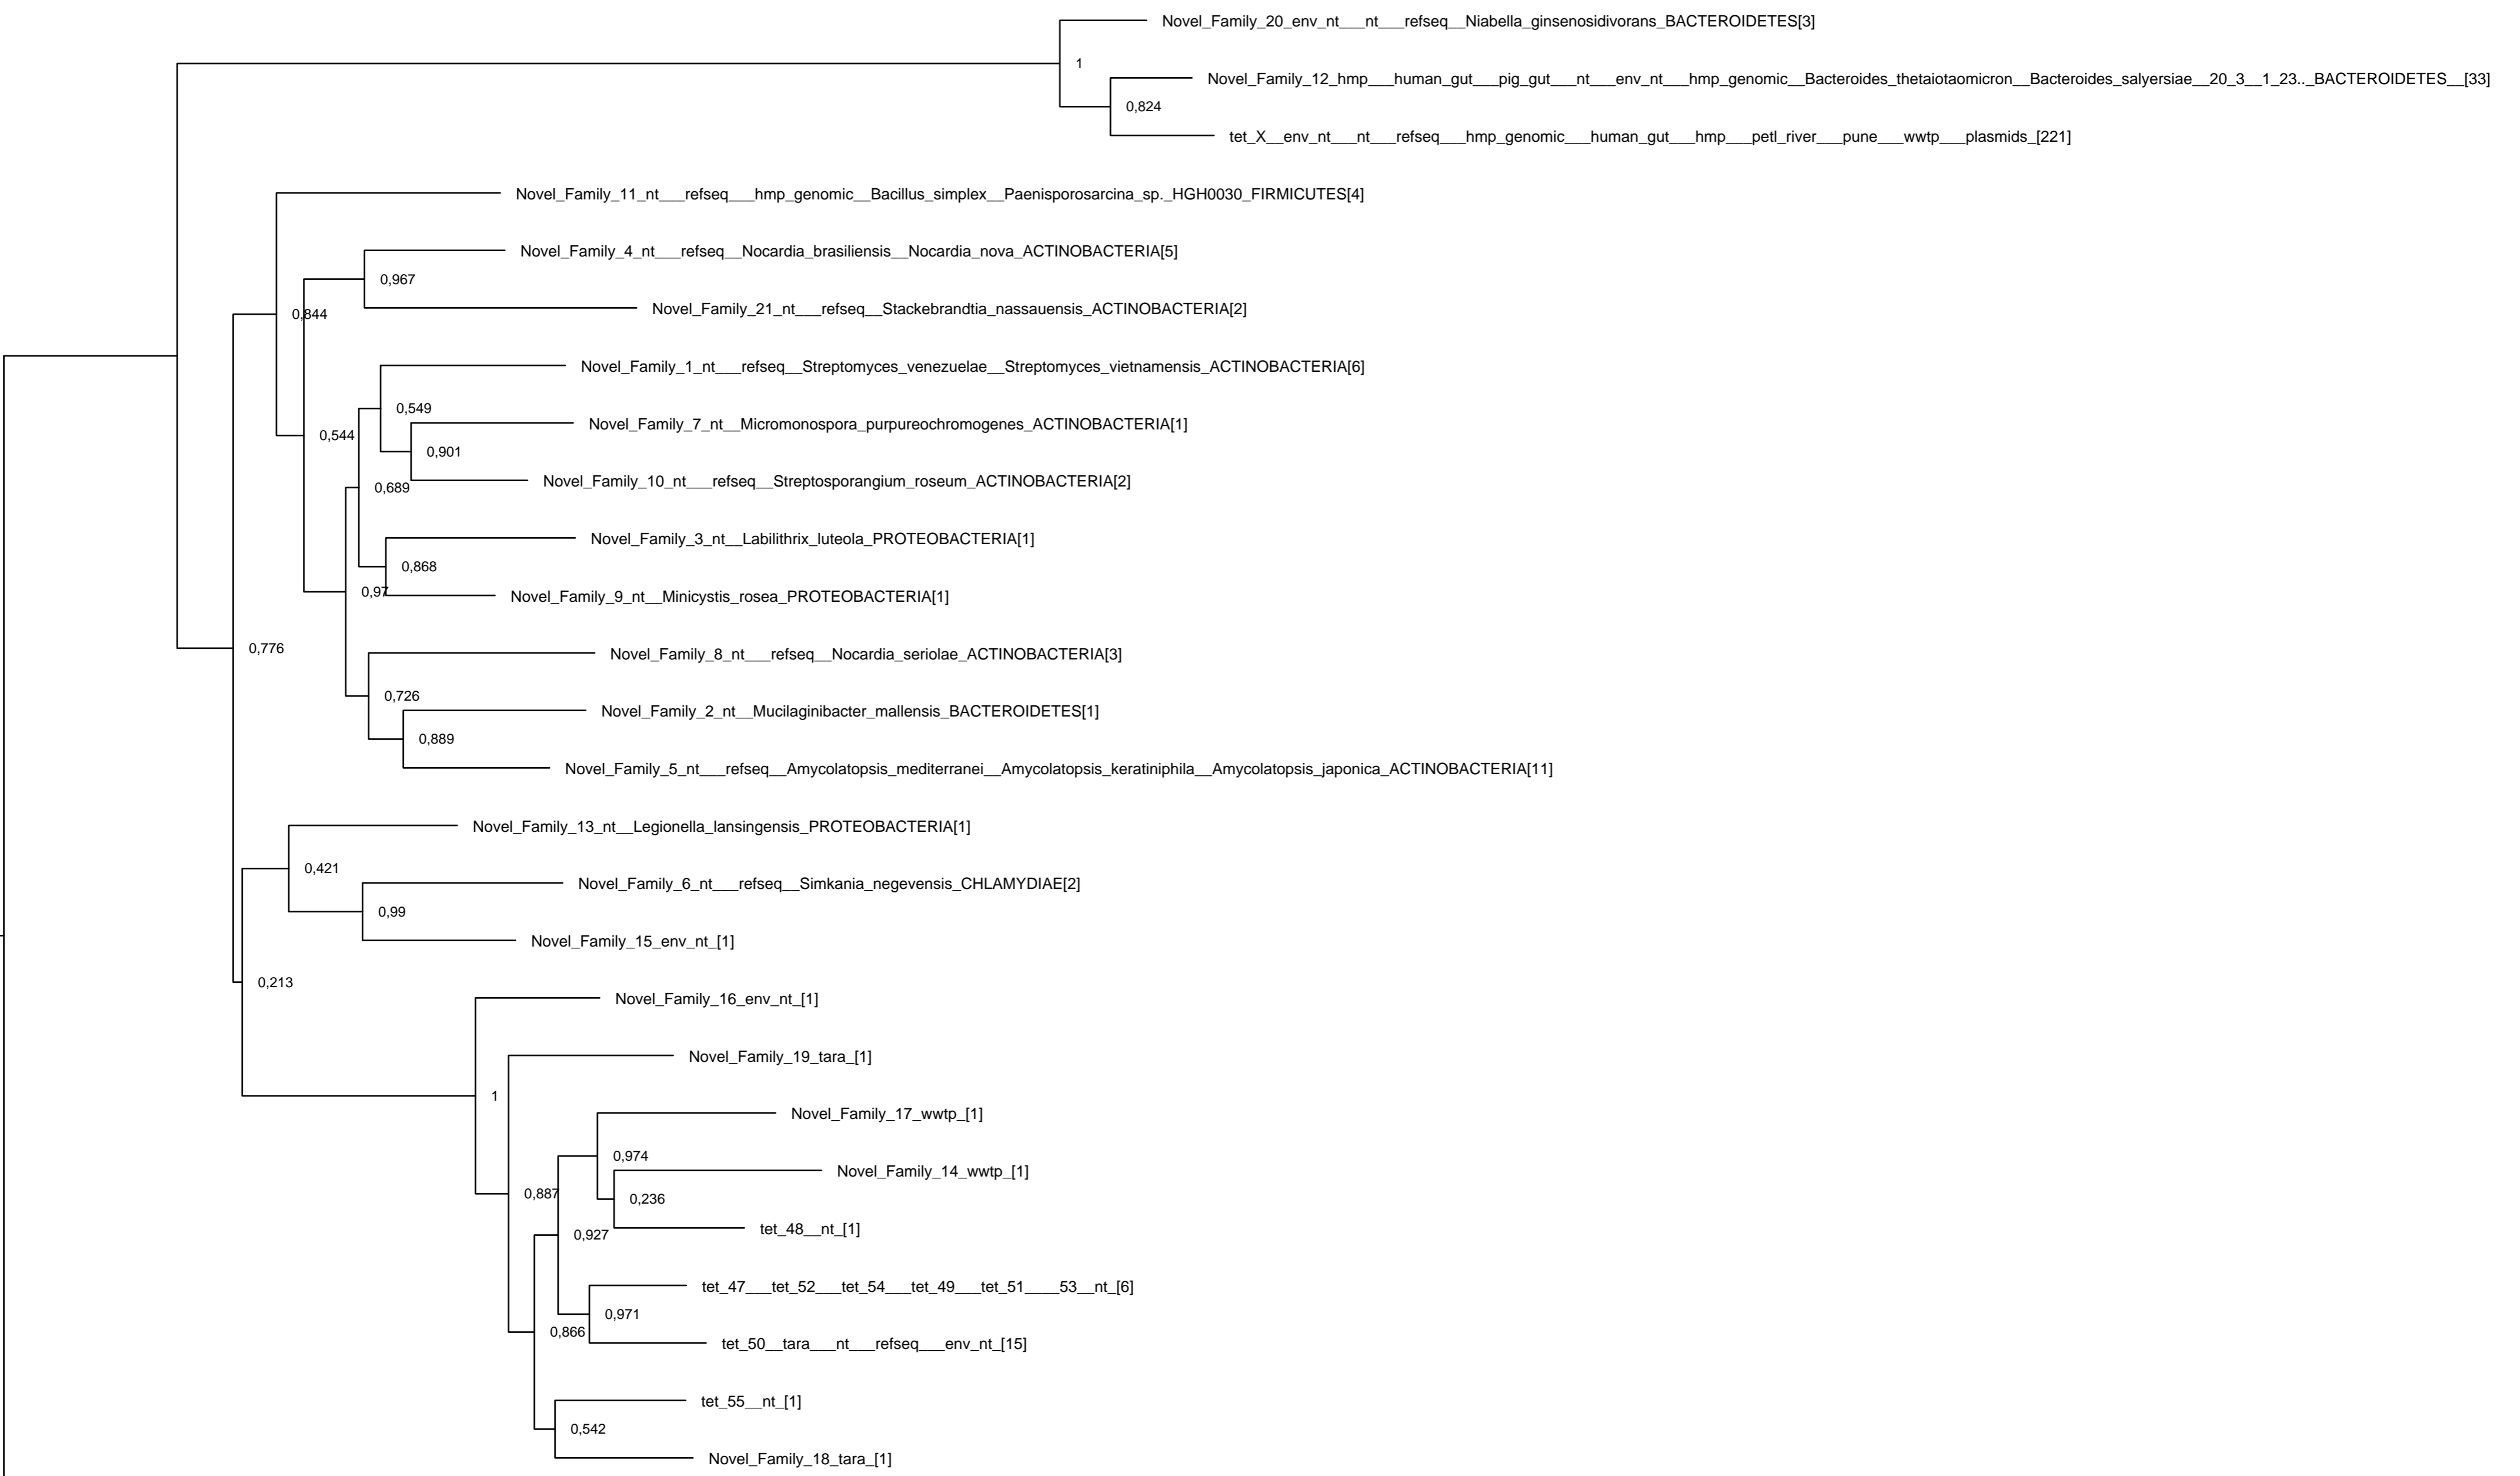 Novel_Family_20_env_nt___nt___refseq__Niabella_ginsenosidivorans_BACTEROIDETES[3]
1
Novel_Family_12_hmp___human_gut___pig_gut___nt___env_nt___hmp_genomic__Bacteroides_thetaiotaomicron__Bacteroides_salyersiae__20_3__1_23.._BACTEROIDETES__[33]
0,824
tet_X__env_nt___nt___refseq___hmp_genomic___human_gut___hmp___petl_river___pune___wwtp___plasmids_[221]
Novel_Family_11_nt___refseq___hmp_genomic__Bacillus_simplex__Paenisporosarcina_sp._HGH0030_FIRMICUTES[4]
Novel_Family_4_nt___refseq__Nocardia_brasiliensis__Nocardia_nova_ACTINOBACTERIA[5]
0,967
Novel_Family_21_nt___refseq__Stackebrandtia_nassauensis_ACTINOBACTERIA[2]
0,844
Novel_Family_1_nt___refseq__Streptomyces_venezuelae__Streptomyces_vietnamensis_ACTINOBACTERIA[6]
0,549
Novel_Family_7_nt__Micromonospora_purpureochromogenes_ACTINOBACTERIA[1]
0,544
0,901
Novel_Family_10_nt___refseq__Streptosporangium_roseum_ACTINOBACTERIA[2]
0,689
Novel_Family_3_nt__Labilithrix_luteola_PROTEOBACTERIA[1]
0,868
0,97
Novel_Family_9_nt__Minicystis_rosea_PROTEOBACTERIA[1]
0,776
Novel_Family_8_nt___refseq__Nocardia_seriolae_ACTINOBACTERIA[3]
0,726
Novel_Family_2_nt__Mucilaginibacter_mallensis_BACTEROIDETES[1]
0,889
Novel_Family_5_nt___refseq__Amycolatopsis_mediterranei__Amycolatopsis_keratiniphila__Amycolatopsis_japonica_ACTINOBACTERIA[11]
Novel_Family_13_nt__Legionella_lansingensis_PROTEOBACTERIA[1]
0,421
Novel_Family_6_nt___refseq__Simkania_negevensis_CHLAMYDIAE[2]
0,99
Novel_Family_15_env_nt_[1]
0,213
Novel_Family_16_env_nt_[1]
Novel_Family_19_tara_[1]
1
Novel_Family_17_wwtp_[1]
0,974
Novel_Family_14_wwtp_[1]
0,887
0,236
tet_48__nt_[1]
0,927
tet_47___tet_52___tet_54___tet_49___tet_51____53__nt_[6]
0,971
0,866
tet_50__tara___nt___refseq___env_nt_[15]
tet_55__nt_[1]
0,542
Novel_Family_18_tara_[1]